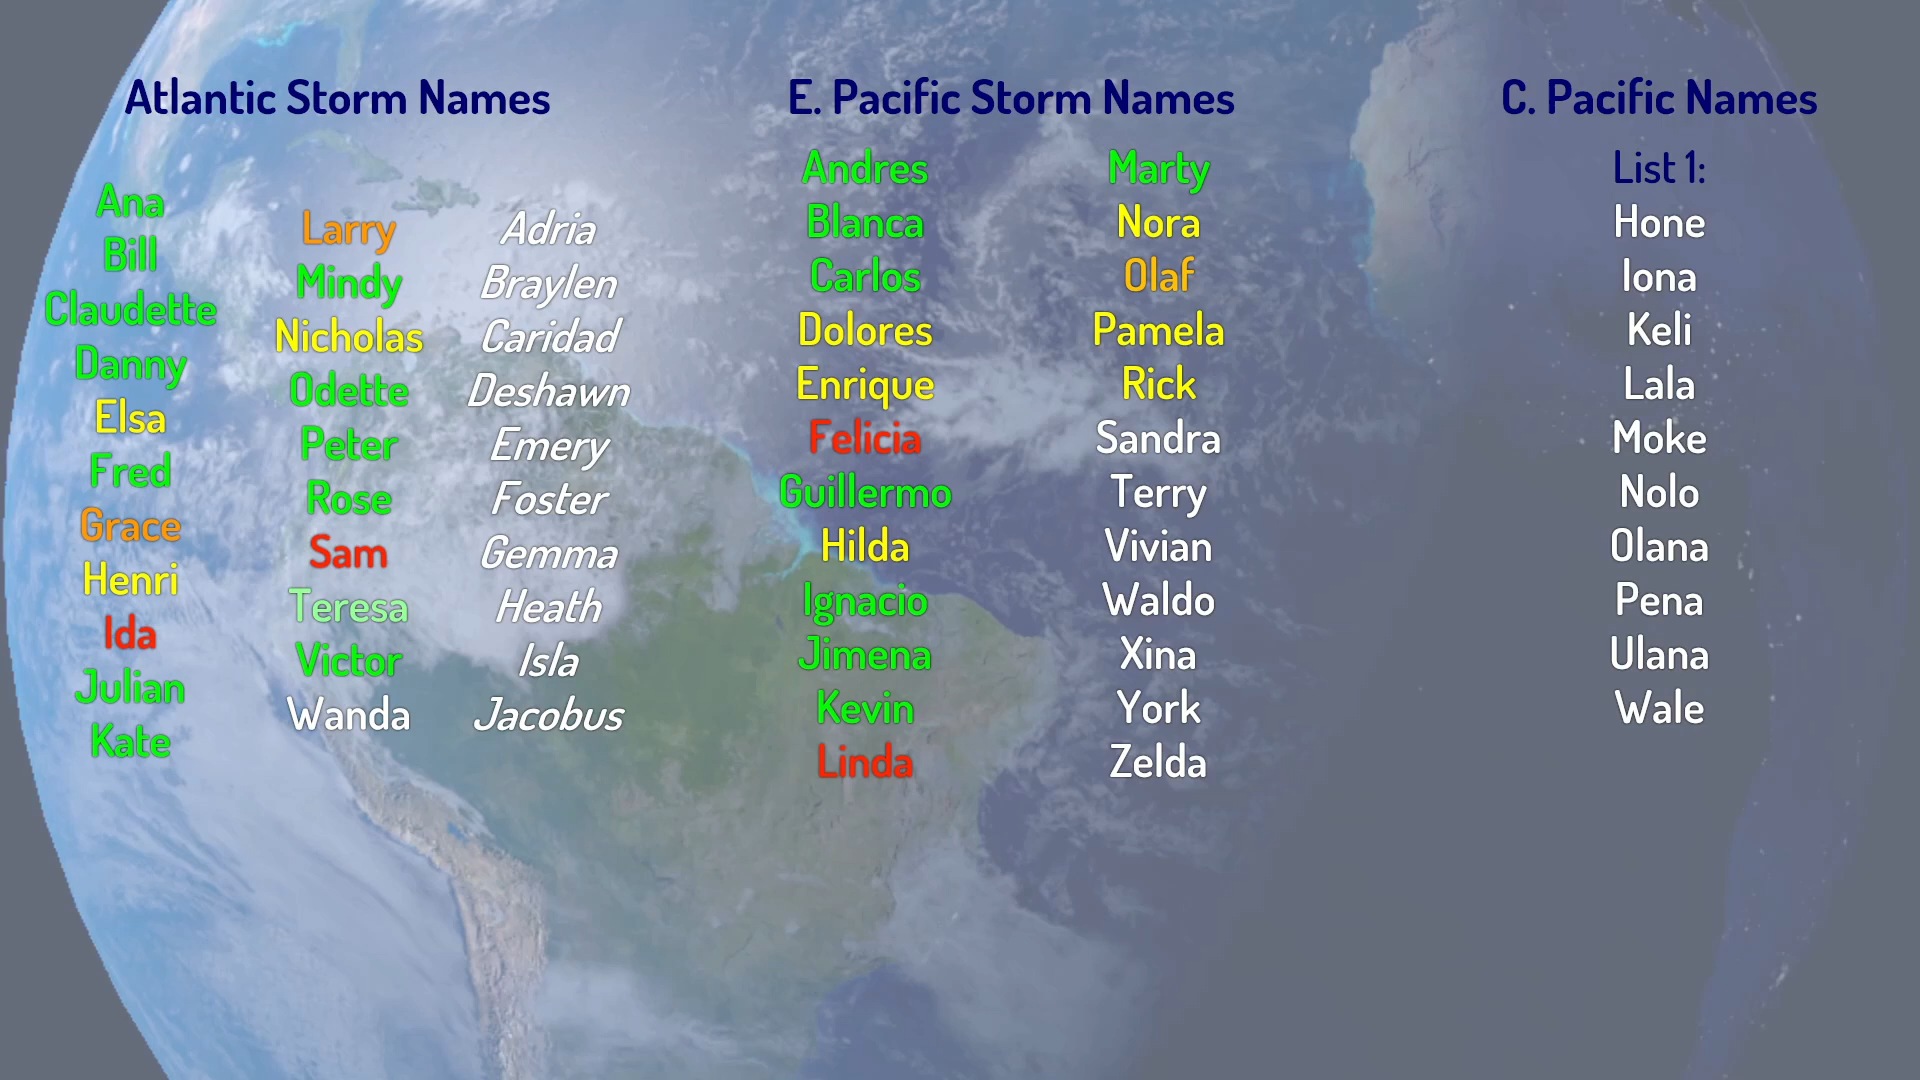 Atlantic Storm Names
Ana
Bill
Claudette
Danny
Elsa
Fred
Grace
Henri
Ida
Julian
Kate
Larry
Mindy
Nicholas
Odette
Peter
Rose
Sam
Teresa
Victor
Wanda
Adria
Braylen
Caridad
Deshawn
Emery
Foster
Gemma
Heath
Isla
Jacobus
E. Pacific Storm Names
Andres
Blanca
Carlos
Dolores
Enrique
Felicia
Guillermo
Hilda
Ignacio
Jimena
Kevin
Linda
Marty
Nora
Olaf
Pamela
Rick
Sandra
Terry
Vivian
Waldo
Xina
York
Zelda
C. Pacific Names
List 1:
Hone
Iona
Keli
Lala
Moke
Nolo
Olana
Pena
Ulana
Wale